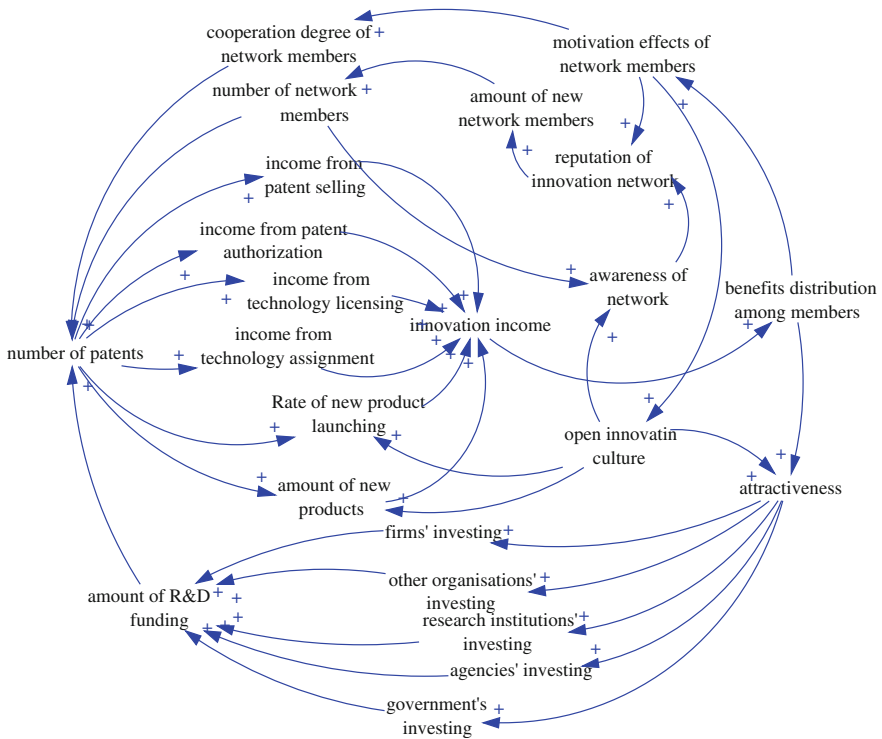 cooperation degree of
network members
motivation effects of
network members
number of network
members
amount of new
network members
reputation of
innovation network
income from
patent selling
income from patent
authorization
income from
technology licensing
awareness of
network
benefits distribution
among members
innovation income
number of patents
income from
technology assignment
Rate of new product
launching
open innovatin
culture
amount of new
products
attractiveness
firms' investing
other organisations'
investing
amount of R&D
funding
research institutions'
investing
agencies' investing
government's
investing